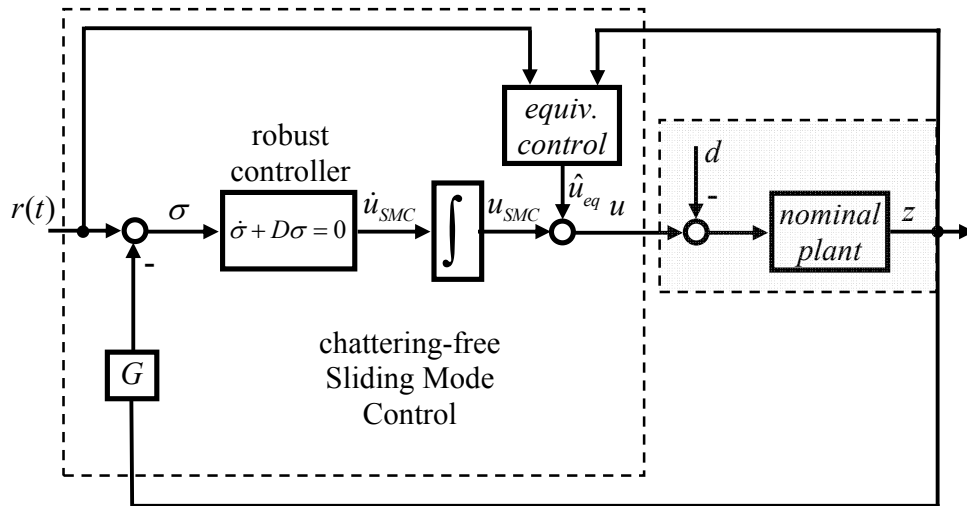 equiv.
control
robust
controller
d
û_eq
r(t)
σ
σ̇ + Dσ = 0
u̇_SMC
∫
u_SMC
u
-
nominal
plant
z
-
chattering-free
Sliding Mode
Control
G